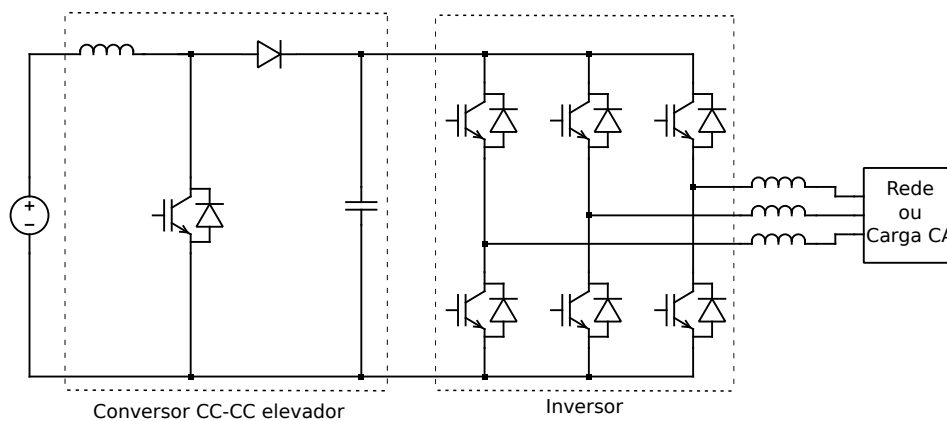 Rede
ou
Carga CA
Conversor CC-CC elevador
Inversor